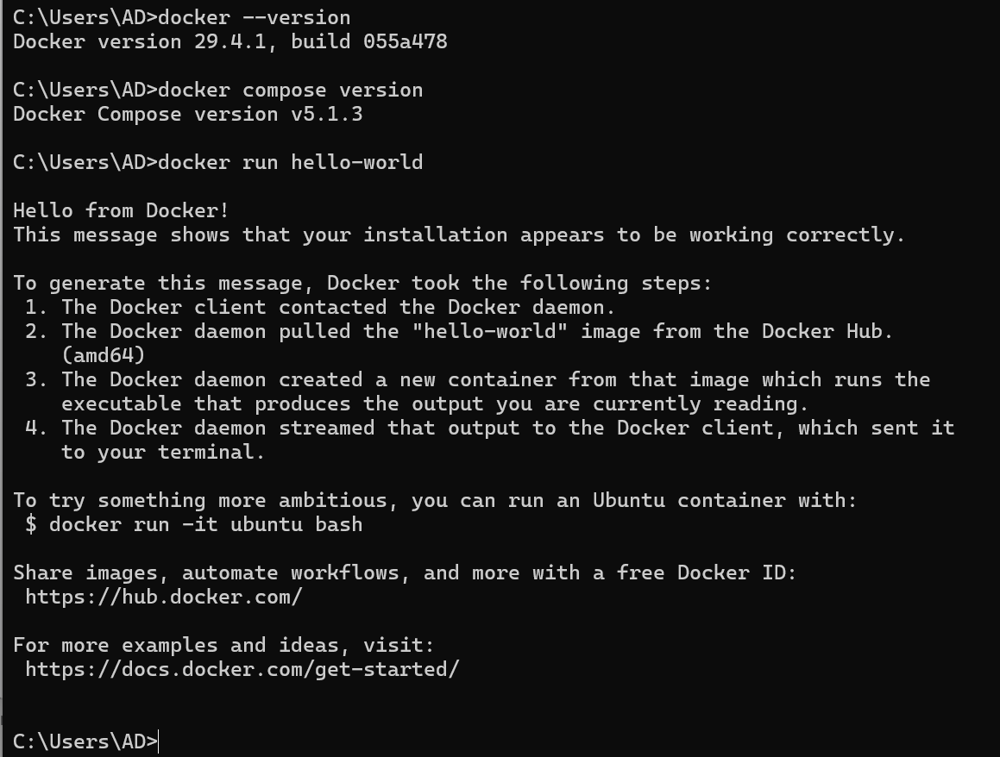 C:\Users\AD>docker --version
Docker version 29.4.1, build 055a478
C:\Users\AD>docker compose version
Docker Compose version v5.1.3
C:\Users\AD>docker run hello-world
Hello from Docker!
This message shows that your installation appears to be working correctly.
To generate this message, Docker took the following steps:
 1. The Docker client contacted the Docker daemon.
 2. The Docker daemon pulled the "hello-world" image from the Docker Hub.
    (amd64)
 3. The Docker daemon created a new container from that image which runs the
    executable that produces the output you are currently reading.
 4. The Docker daemon streamed that output to the Docker client, which sent it
    to your terminal.
To try something more ambitious, you can run an Ubuntu container with:
 $ docker run -it ubuntu bash
Share images, automate workflows, and more with a free Docker ID:
 https://hub.docker.com/
For more examples and ideas, visit:
 https://docs.docker.com/get-started/
C:\Users\AD>